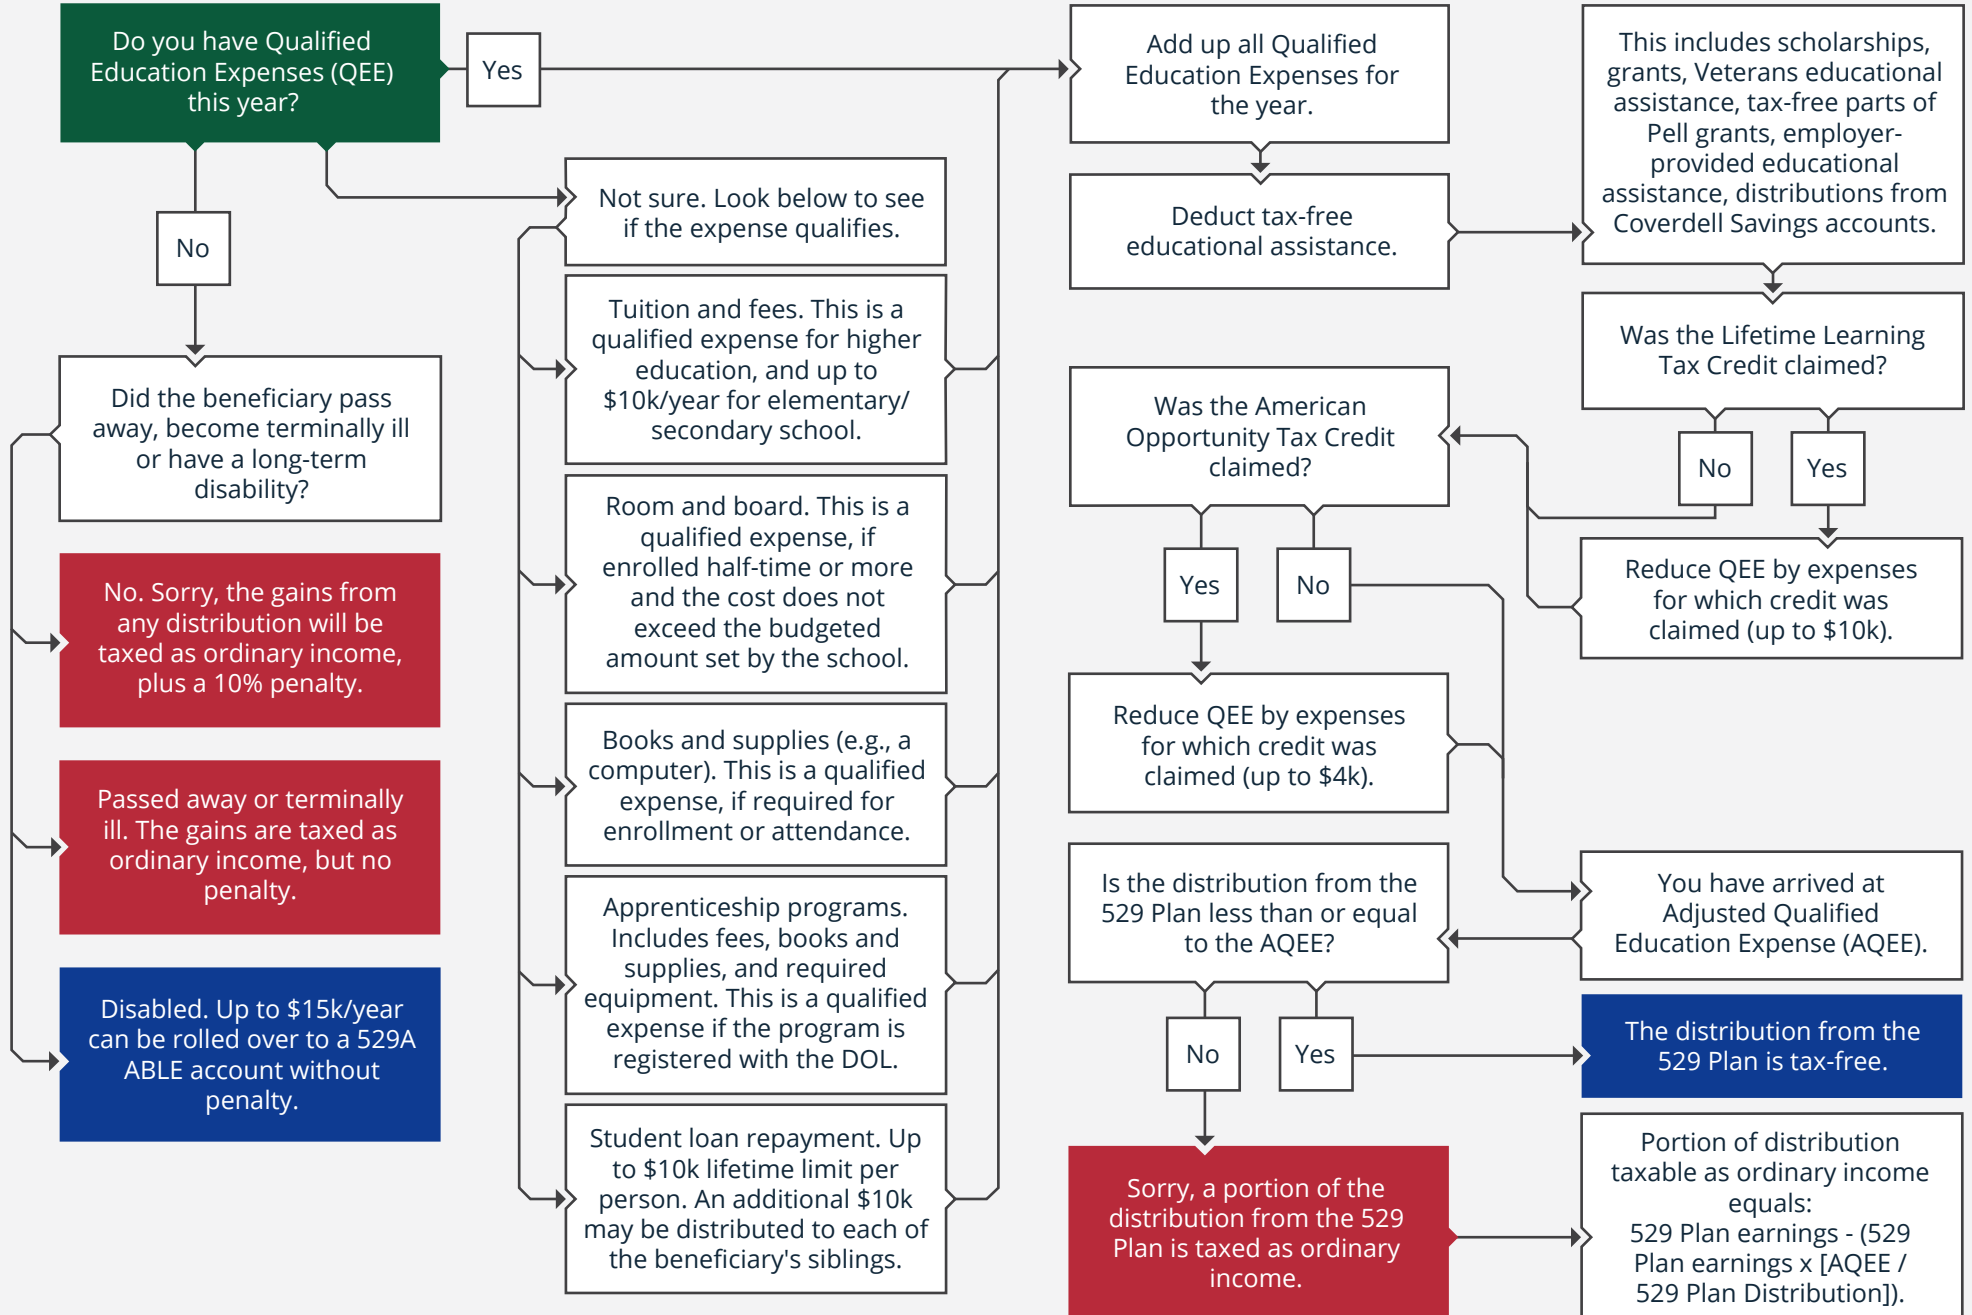 Do you have Qualified
Education Expenses (QEE)
this year?
Yes
No
Did the beneficiary pass
away, become terminally ill
or have a long-term
disability?
No. Sorry, the gains from
any distribution will be
taxed as ordinary income,
plus a 10% penalty.
Passed away or terminally
ill. The gains are taxed as
ordinary income, but no
penalty.
Disabled. Up to $15k/year
can be rolled over to a 529A
ABLE account without
penalty.
Not sure. Look below to see
if the expense qualifies.
Tuition and fees. This is a
qualified expense for higher
education, and up to
$10k/year for elementary/
secondary school.
Room and board. This is a
qualified expense, if
enrolled half-time or more
and the cost does not
exceed the budgeted
amount set by the school.
Books and supplies (e.g., a
computer). This is a qualified
expense, if required for
enrollment or attendance.
Apprenticeship programs.
Includes fees, books and
supplies, and required
equipment. This is a qualified
expense if the program is
registered with the DOL.
Student loan repayment. Up
to $10k lifetime limit per
person. An additional $10k
may be distributed to each of
the beneficiary's siblings.
Add up all Qualified
Education Expenses for
the year.
Deduct tax-free
educational assistance.
This includes scholarships,
grants, Veterans educational
assistance, tax-free parts of
Pell grants, employer-
provided educational
assistance, distributions from
Coverdell Savings accounts.
Was the Lifetime Learning
Tax Credit claimed?
No
Yes
Reduce QEE by expenses
for which credit was
claimed (up to $10k).
Was the American
Opportunity Tax Credit
claimed?
Yes
No
Reduce QEE by expenses
for which credit was
claimed (up to $4k).
You have arrived at
Adjusted Qualified
Education Expense (AQEE).
Is the distribution from the
529 Plan less than or equal
to the AQEE?
No
Yes
The distribution from the
529 Plan is tax-free.
Sorry, a portion of the
distribution from the 529
Plan is taxed as ordinary
income.
Portion of distribution
taxable as ordinary income
equals:
529 Plan earnings - (529
Plan earnings x [AQEE /
529 Plan Distribution]).